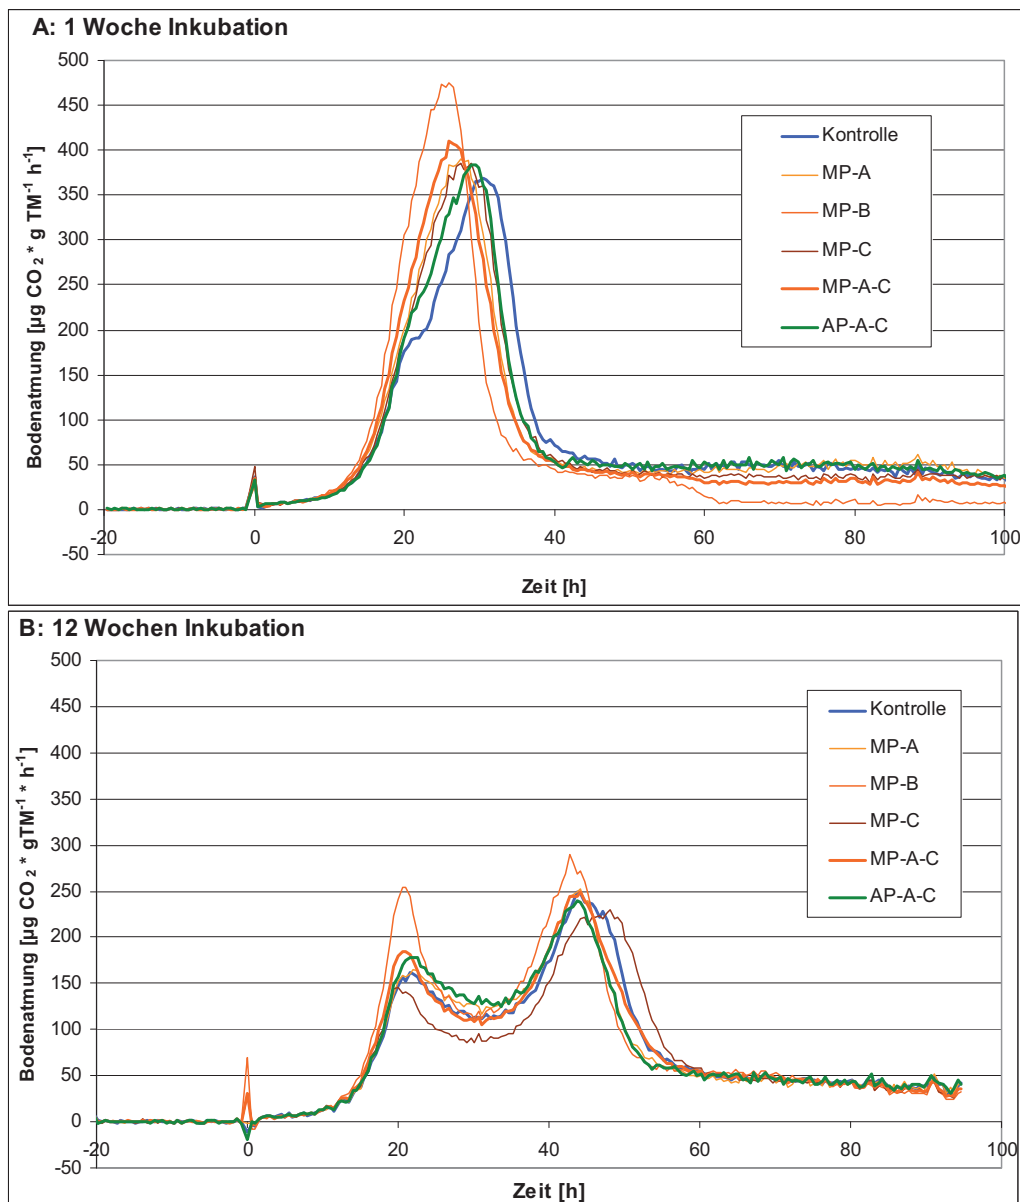 A: 1 Woche Inkubation
500
450
400
350
300
250
200
150
100
50
0
-50
-20
0
20
40
60
80
100
Bodenatmung [µg CO2 * g TM-1 h-1]
Zeit [h]
Kontrolle
MP-A
MP-B
MP-C
MP-A-C
AP-A-C
B: 12 Wochen Inkubation
500
450
400
350
300
250
200
150
100
50
0
-50
-20
0
20
40
60
80
100
Bodenatmung [µg CO2 * gTM-1 * h-1]
Zeit [h]
Kontrolle
MP-A
MP-B
MP-C
MP-A-C
AP-A-C